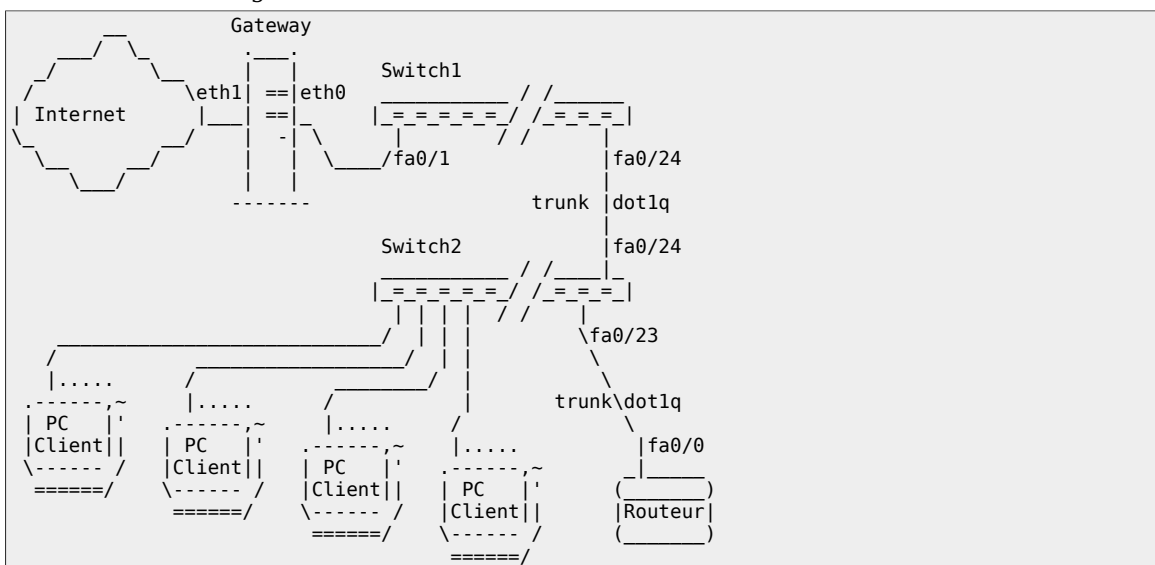 Gateway
Switch1
eth1 == eth0
Internet ==
fa0/1 fa0/24
trunk dot1q
Switch2 fa0/24
fa0/23
trunk dot1q
PC
Client
PC
Client
PC
Client
PC
Client
fa0/0
Routeur